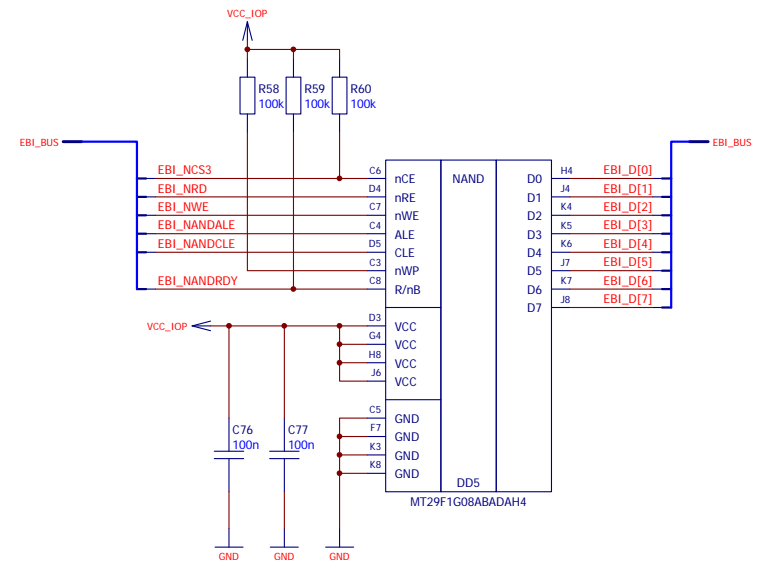 VCC_IOP
R58 R59 R60
100k 100k 100k
EBI_BUS EBI_BUS
EBI_NCS3 C6 nCE NAND D0 H4 EBI_D[0]
EBI_NRD D4 nRE D1 J4 EBI_D[1]
EBI_NWE C7 nWE D2 K4 EBI_D[2]
EBI_NANDALE C4 ALE D3 K5 EBI_D[3]
EBI_NANDCLE D5 CLE D4 K6 EBI_D[4]
C3 nWP D5 J7 EBI_D[5]
EBI_NANDRDY C8 R/nB D6 K7 EBI_D[6]
D7 J8 EBI_D[7]
VCC_IOP D3 VCC
G4 VCC
H8 VCC
J6 VCC
C5 GND
F7 GND
K3 GND
K8 GND
C76 C77
100n 100n
DD5
MT29F1G08ABADAH4
GND GND GND